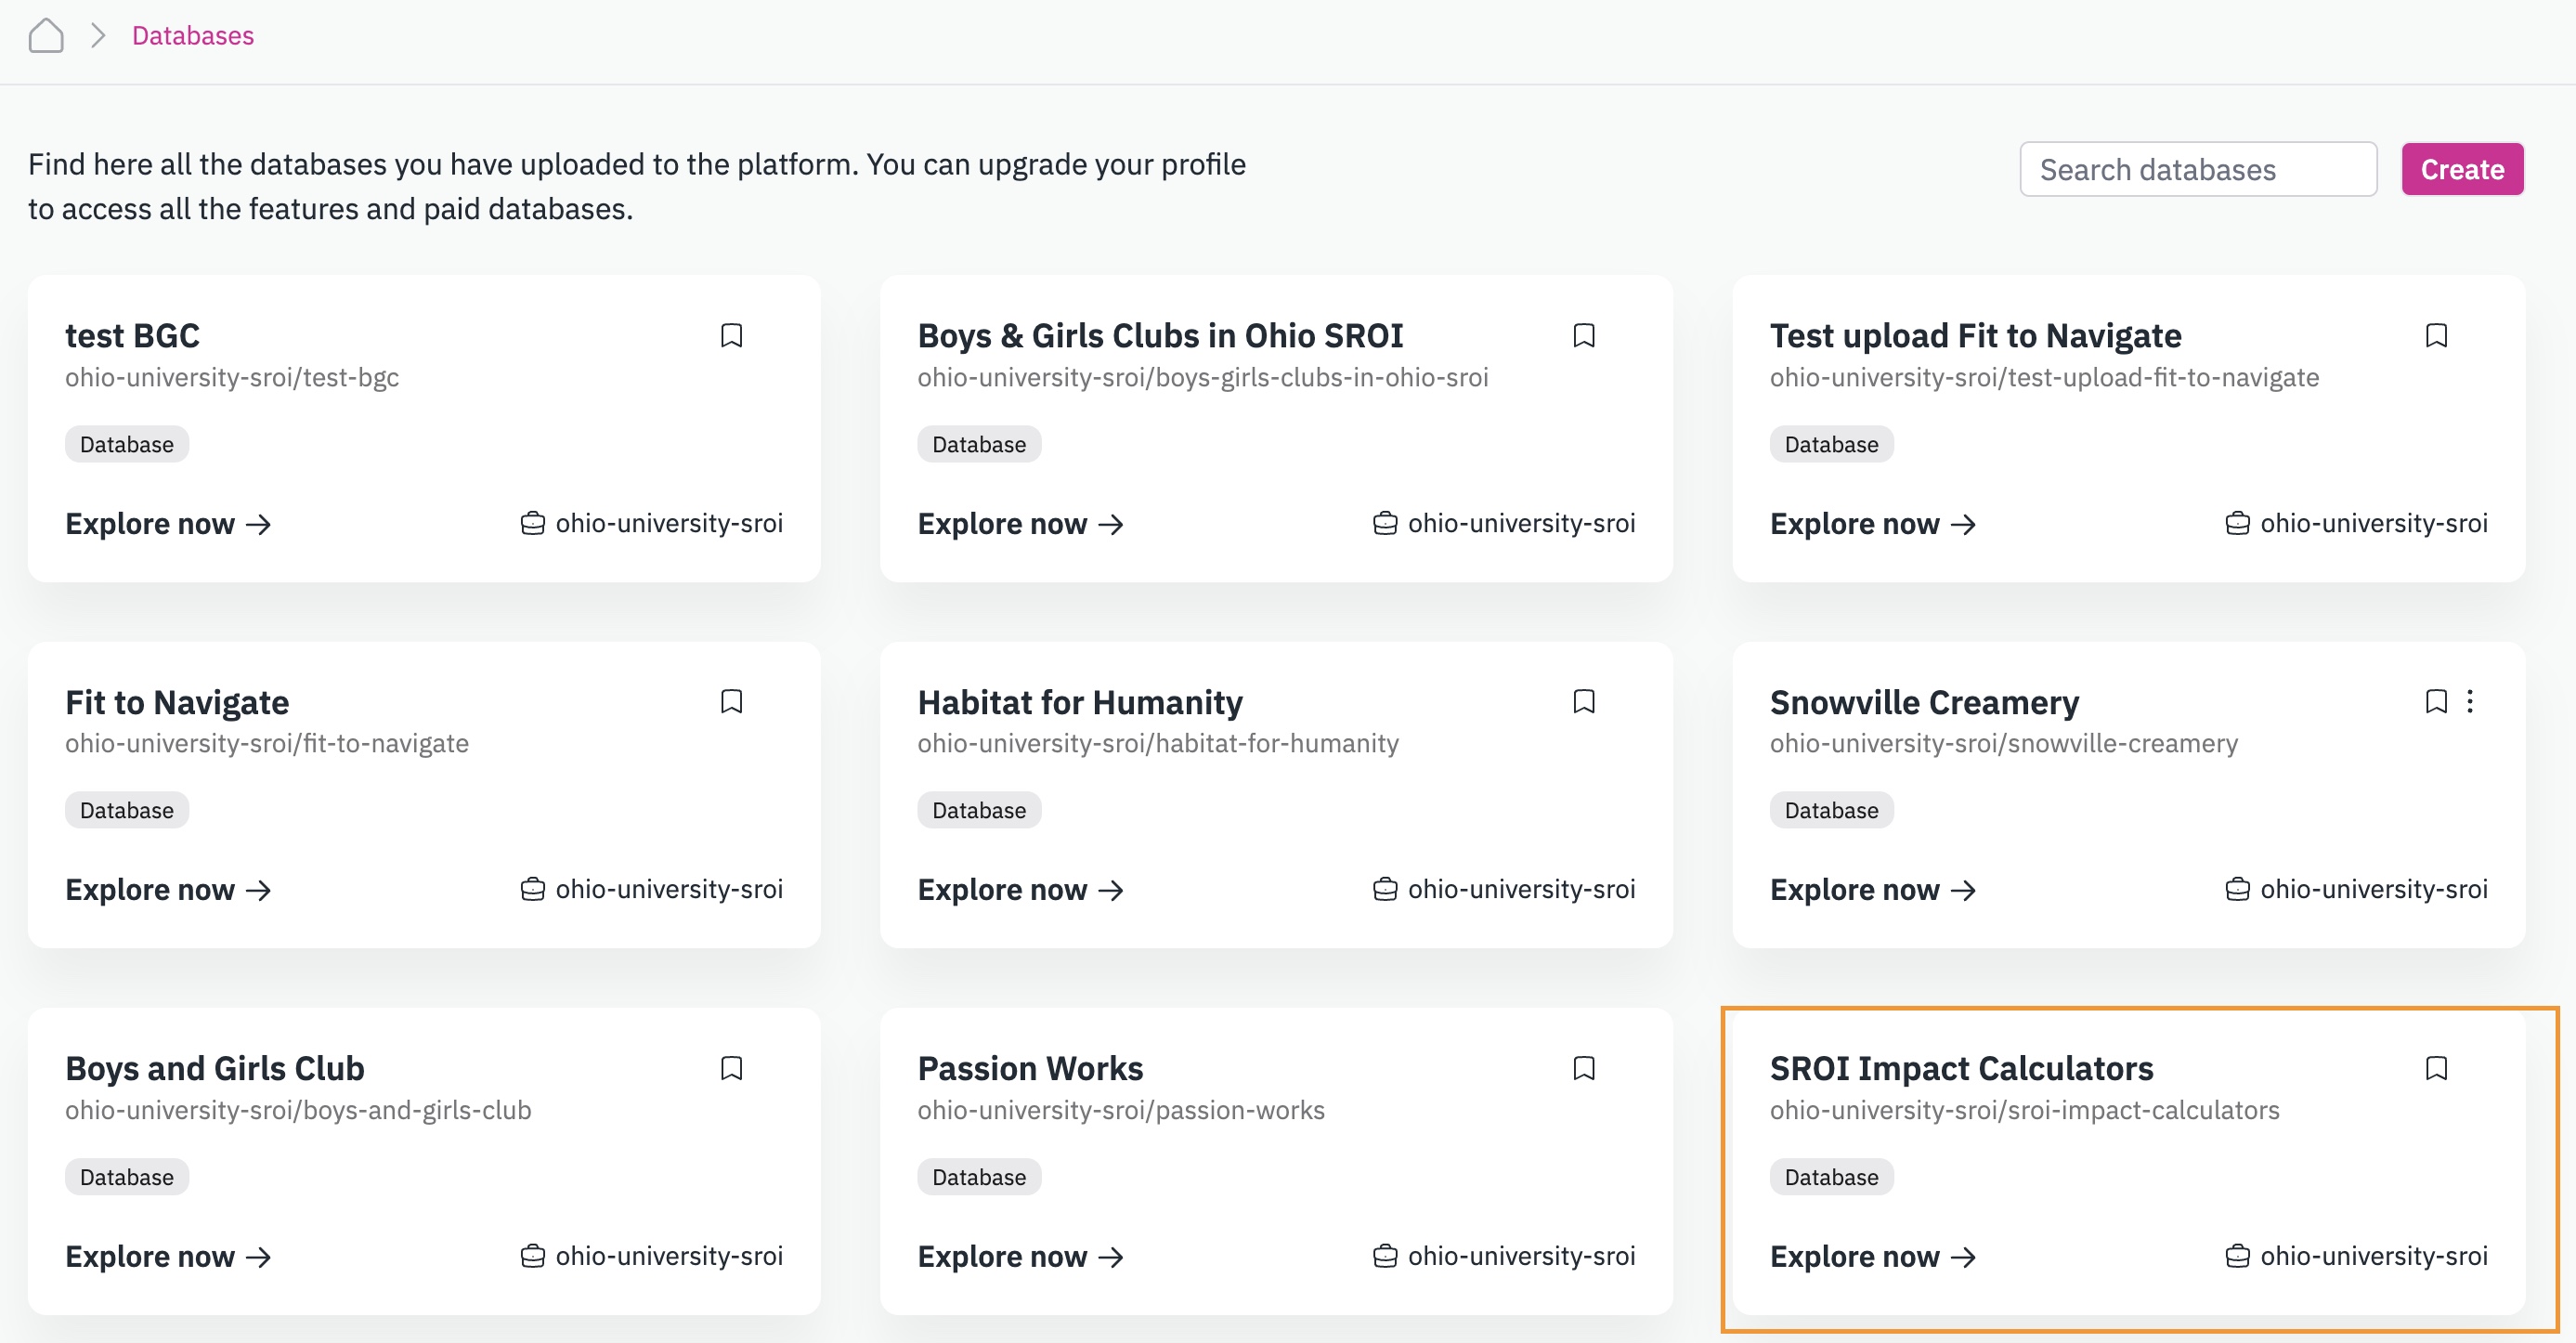 Databases
Find here all the databases you have uploaded to the platform. You can upgrade your profile
to access all the features and paid databases.
Search databases
Create
test BGC
ohio-university-sroi/test-bgc
Database
Explore now
ohio-university-sroi
Boys & Girls Clubs in Ohio SROI
ohio-university-sroi/boys-girls-clubs-in-ohio-sroi
Database
Explore now
ohio-university-sroi
Test upload Fit to Navigate
ohio-university-sroi/test-upload-fit-to-navigate
Database
Explore now
ohio-university-sroi
Fit to Navigate
ohio-university-sroi/fit-to-navigate
Database
Explore now
ohio-university-sroi
Habitat for Humanity
ohio-university-sroi/habitat-for-humanity
Database
Explore now
ohio-university-sroi
Snowville Creamery
ohio-university-sroi/snowville-creamery
Database
Explore now
ohio-university-sroi
Boys and Girls Club
ohio-university-sroi/boys-and-girls-club
Database
Explore now
ohio-university-sroi
Passion Works
ohio-university-sroi/passion-works
Database
Explore now
ohio-university-sroi
SROI Impact Calculators
ohio-university-sroi/sroi-impact-calculators
Database
Explore now
ohio-university-sroi